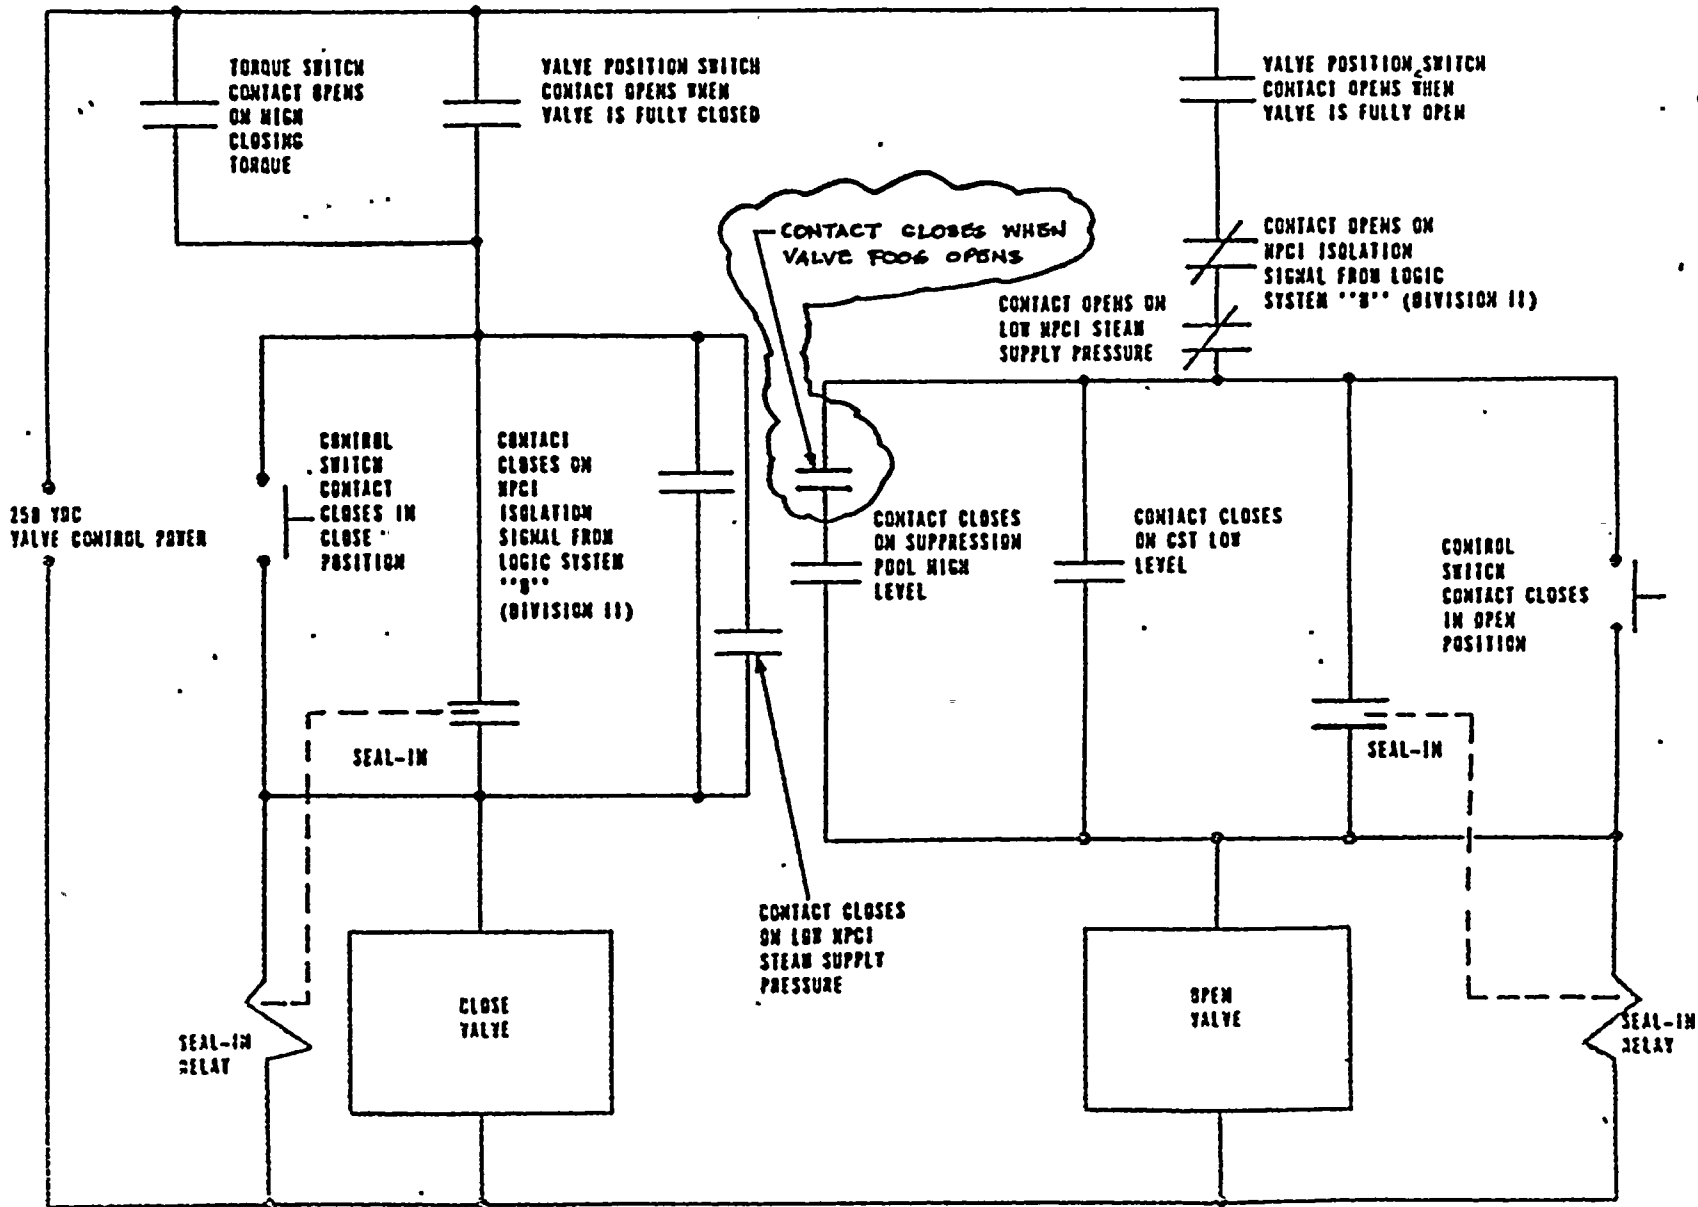 TORQUE SWITCH
CONTACT OPENS
ON HIGH
CLOSING
TORQUE
VALVE POSITION SWITCH
CONTACT OPENS WHEN
VALVE IS FULLY CLOSED
VALVE POSITION SWITCH
CONTACT OPENS WHEN
VALVE IS FULLY OPEN
CONTACT CLOSES WHEN
VALVE F006 OPENS
CONTACT OPENS ON
HPCI ISOLATION
SIGNAL FROM LOGIC
SYSTEM "B" (DIVISION II)
CONTACT OPENS ON
LOW HPCI STEAM
SUPPLY PRESSURE
250 VDC
VALVE CONTROL POWER
CONTROL
SWITCH
CONTACT
CLOSES IN
CLOSE
POSITION
CONTACT
CLOSES ON
HPCI
ISOLATION
SIGNAL FROM
LOGIC SYSTEM
"B"
(DIVISION II)
CONTACT CLOSES
ON SUPPRESSION
POOL HIGH
LEVEL
CONTACT CLOSES
ON CST LOW
LEVEL
CONTROL
SWITCH
CONTACT CLOSES
IN OPEN
POSITION
SEAL-IN
SEAL-IN
CONTACT CLOSES
ON LOW HPCI
STEAM SUPPLY
PRESSURE
CLOSE
VALVE
OPEN
VALVE
SEAL-IN
RELAY
SEAL-IN
RELAY